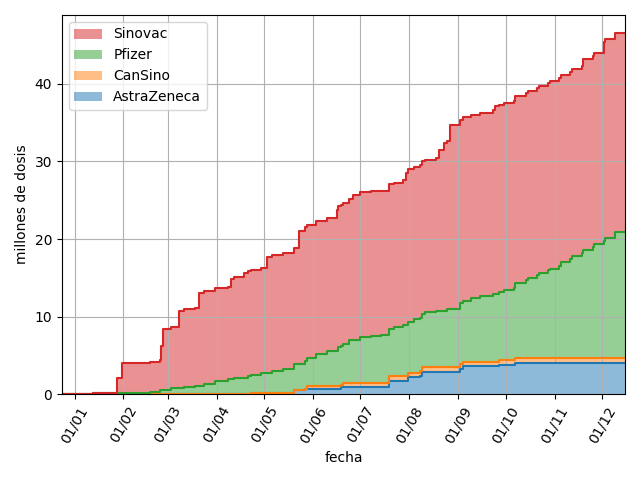 Sinovac
Pfizer
CanSino
AstraZeneca
millones de dosis
40
30
20
10
0
01/01
01/02
01/03
01/04
01/05
01/06
01/07
01/08
01/09
01/10
01/11
01/12
fecha